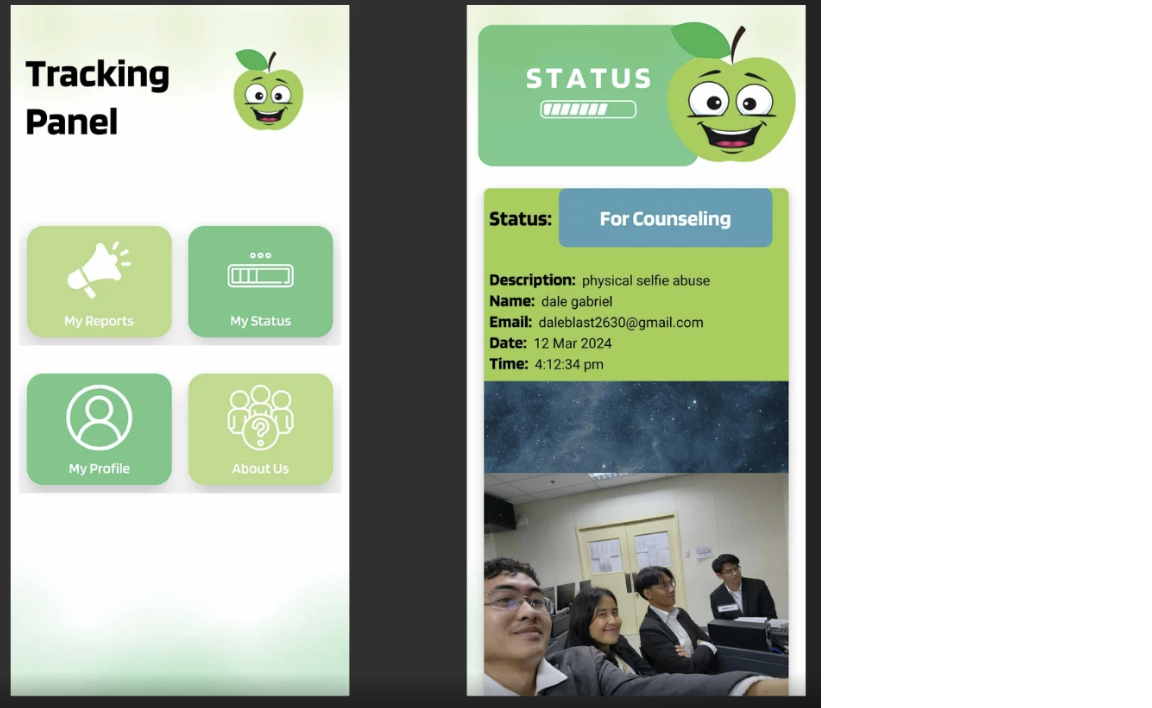 Tracking
Panel
My Reports
My Status
My Profile
About Us
STATUS
Status: For Counseling
Description: physical selfie abuse
Name: dale gabriel
Email: daleblast2630@gmail.com
Date: 12 Mar 2024
Time: 4:12:34 pm